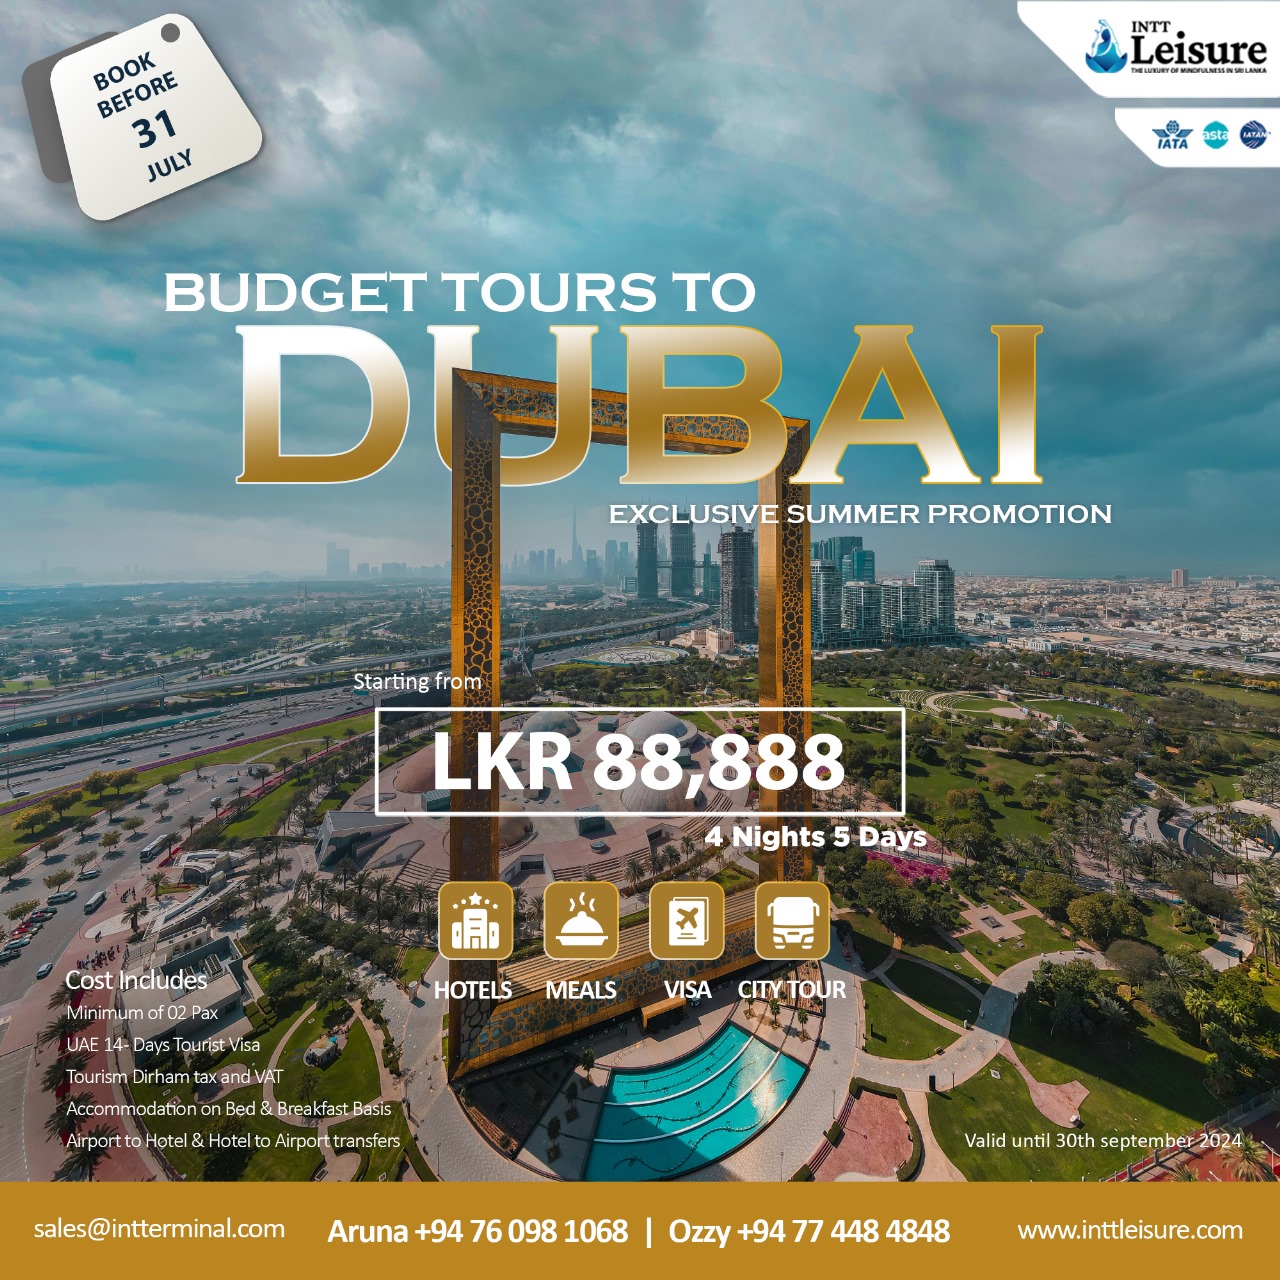 BOOK
BEFORE
31
JULY
INTT
Leisure
THE LUXURY OF MINDFULNESS IN SRI LANKA
IATA
asta
IATAN
BUDGET TOURS TO
DUBAI
EXCLUSIVE SUMMER PROMOTION
Starting from
LKR 88,888
4 Nights 5 Days
HOTELS MEALS VISA CITY TOUR
Cost Includes
Minimum of 02 Pax
UAE 14- Days Tourist Visa
Tourism Dirham tax and VAT
Accommodation on Bed & Breakfast Basis
Airport to Hotel & Hotel to Airport transfers
Valid until 30th september 2024
sales@intterminal.com Aruna +94 76 098 1068 | Ozzy +94 77 448 4848 www.inttleisure.com